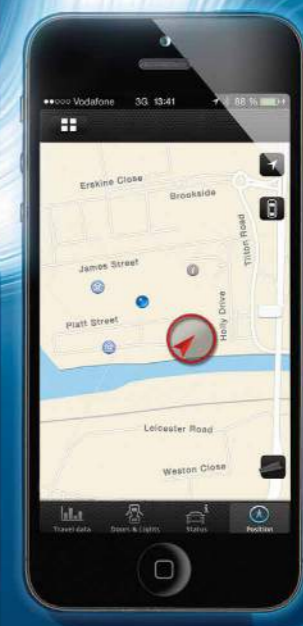 Vodafone 3G 13:41 88 %
Erskine Close
Brookside
Tilton Road
James Street
Platt Street
Holly Drive
Leicester Road
Weston Close
Travel data Doors & Lights Status Position